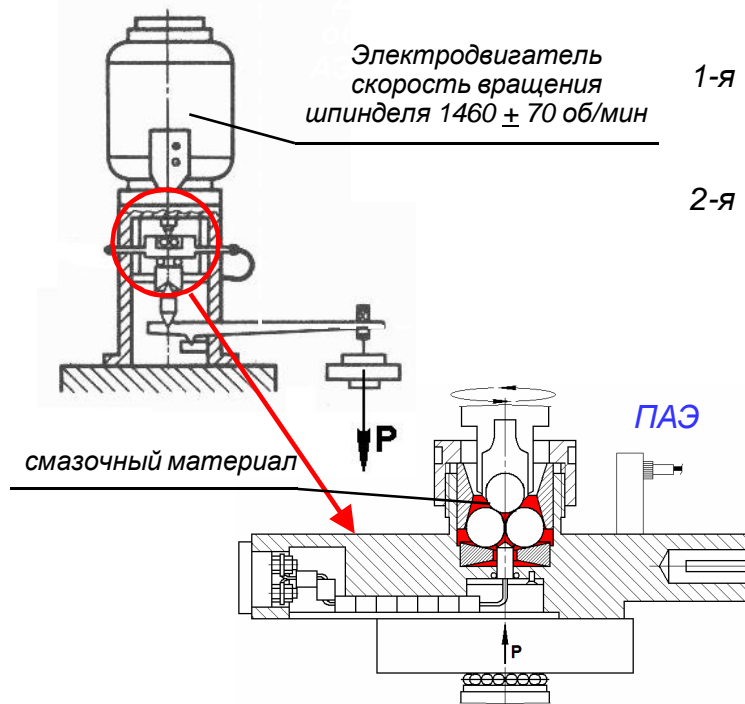 Электродвигатель
скорость вращения
шпинделя 1460 ± 70 об/мин
1-я
2-я
P
ПАЭ
смазочный материал
P